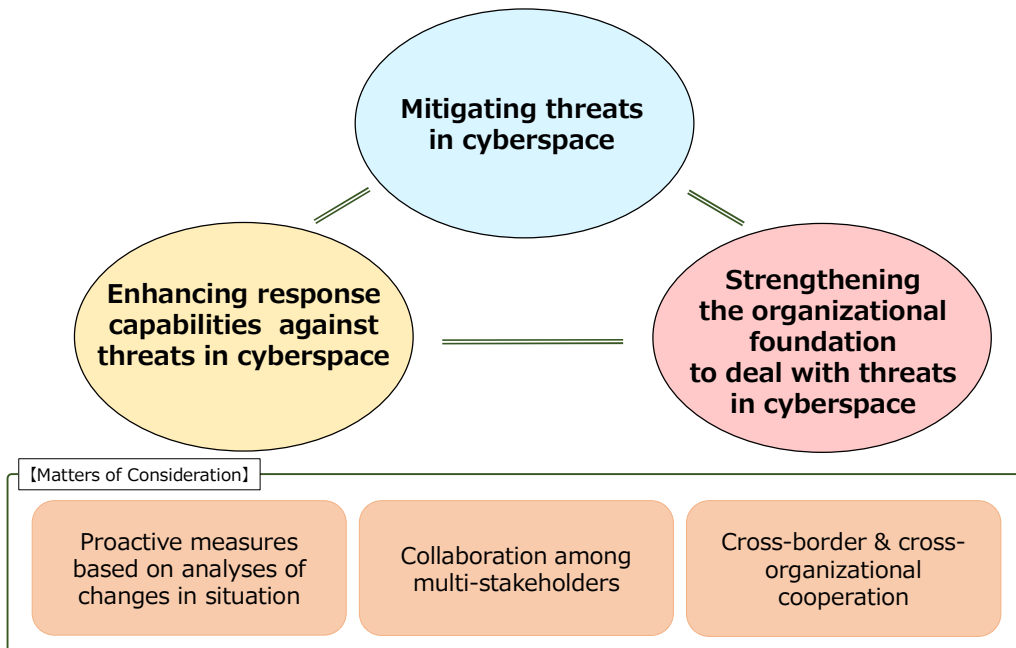 Mitigating threats
in cyberspace
Enhancing response
capabilities against
threats in cyberspace
Strengthening
the organizational
foundation
to deal with threats
in cyberspace
【Matters of Consideration】
Proactive measures
based on analyses of
changes in situation
Collaboration among
multi-stakeholders
Cross-border & cross-
organizational
cooperation